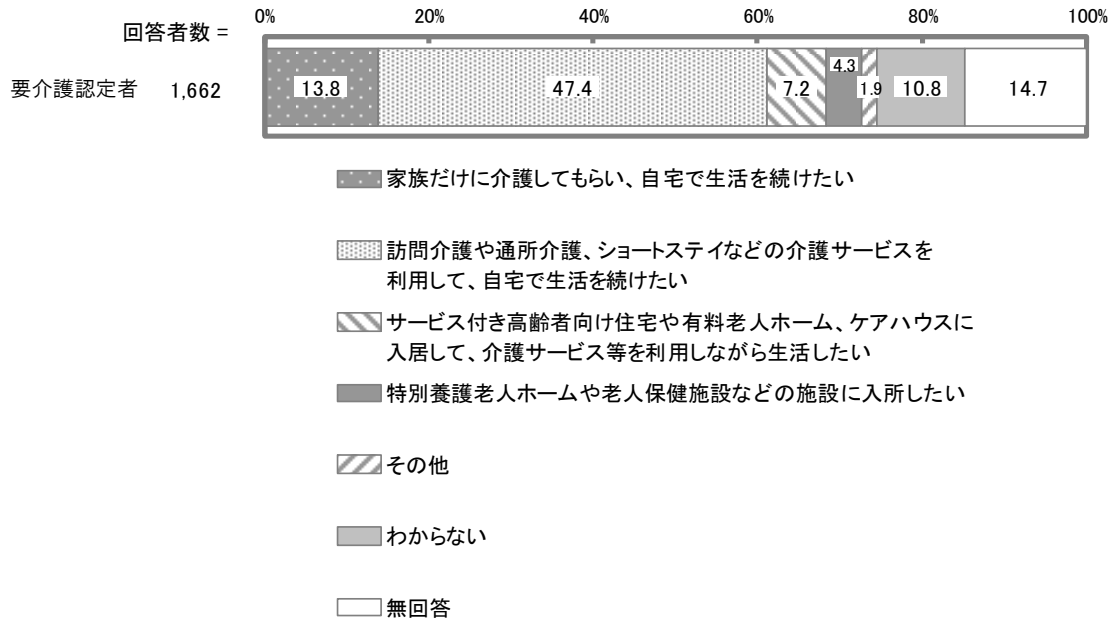 0% 20% 40% 60% 80% 100%
回答者数 =
要介護認定者 1,662 13.8 47.4 7.2 4.3 1.9 10.8 14.7
家族だけに介護してもらい、自宅で生活を続けたい
訪問介護や通所介護、ショートステイなどの介護サービスを
利用して、自宅で生活を続けたい
サービス付き高齢者向け住宅や有料老人ホーム、ケアハウスに
入居して、介護サービス等を利用しながら生活したい
特別養護老人ホームや老人保健施設などの施設に入所したい
その他
わからない
無回答